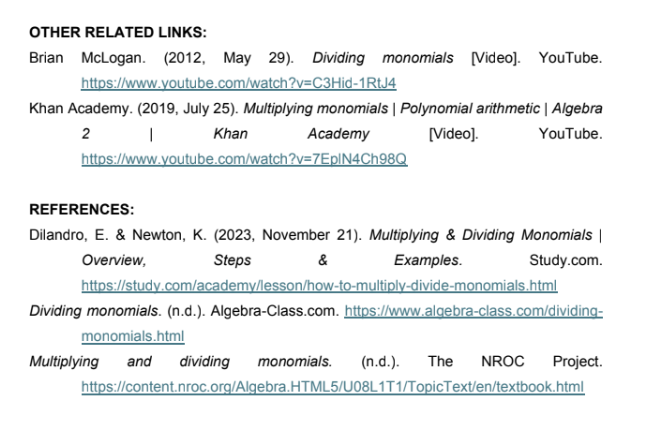 OTHER RELATED LINKS:
Brian McLogan. (2012, May 29). Dividing monomials [Video]. YouTube.
https://www.youtube.com/watch?v=C3Hid-1RtJ4
Khan Academy. (2019, July 25). Multiplying monomials | Polynomial arithmetic | Algebra
2 | Khan Academy [Video]. YouTube.
https://www.youtube.com/watch?v=7EplN4Ch98Q
REFERENCES:
Dilandro, E. & Newton, K. (2023, November 21). Multiplying & Dividing Monomials |
Overview, Steps & Examples. Study.com.
https://study.com/academy/lesson/how-to-multiply-divide-monomials.html
Dividing monomials. (n.d.). Algebra-Class.com. https://www.algebra-class.com/dividing-
monomials.html
Multiplying and dividing monomials. (n.d.). The NROC Project.
https://content.nroc.org/Algebra.HTML5/U08L1T1/TopicText/en/textbook.html